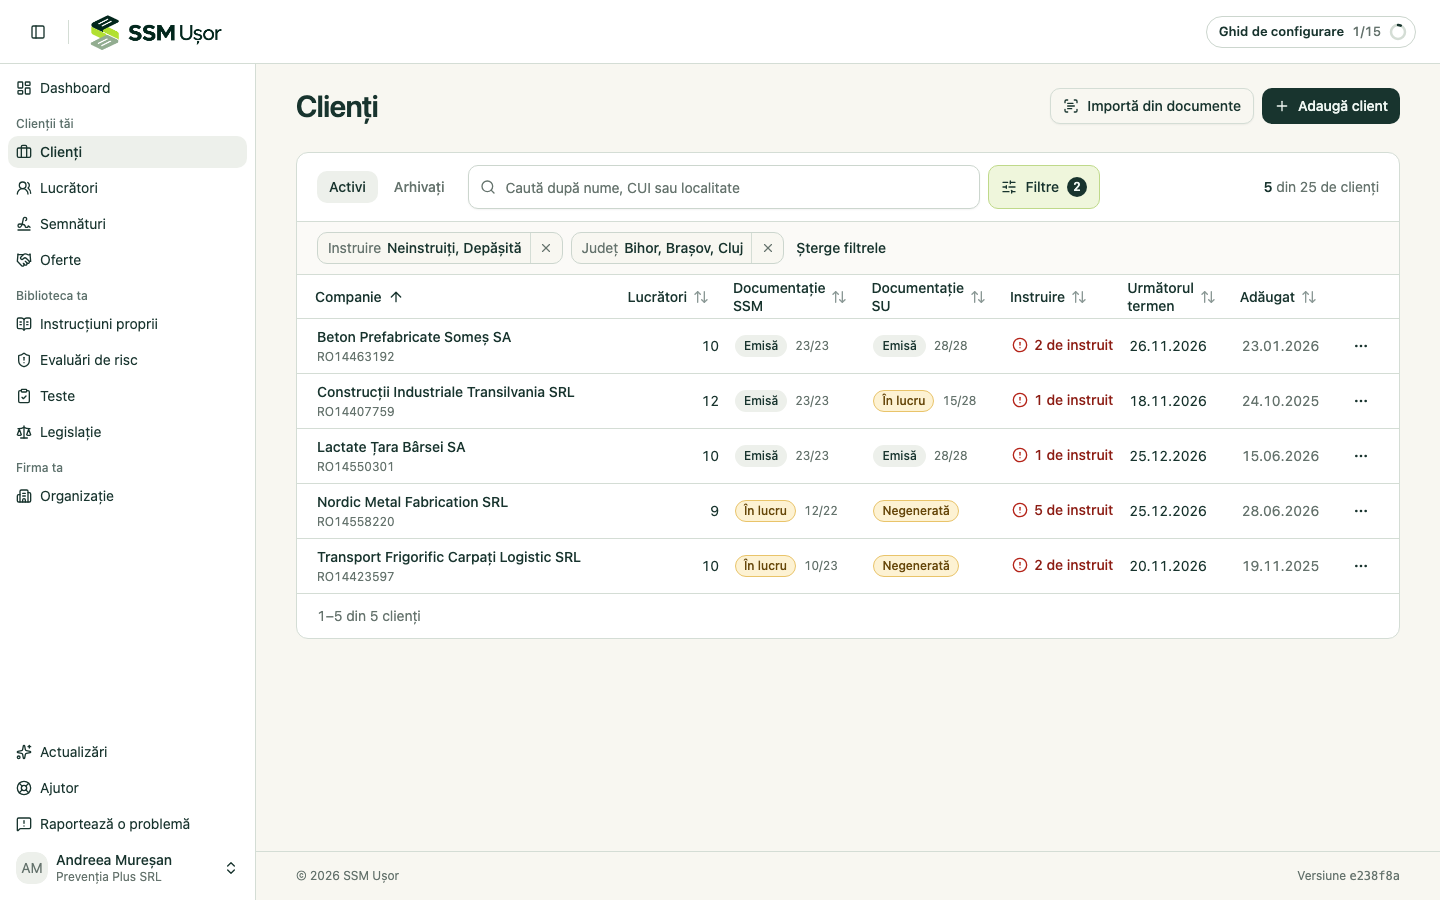 SSM Ușor
Ghid de configurare 1/15
Dashboard
Clienții tăi
Clienți
Lucrători
Semnături
Oferte
Biblioteca ta
Instrucțiuni proprii
Evaluări de risc
Teste
Legislație
Firma ta
Organizație
Actualizări
Ajutor
Raportează o problemă
AM
Andreea Mureșan
Prevenția Plus SRL
Clienți
Importă din documente
Adaugă client
Activi
Arhivați
Caută după nume, CUI sau localitate
Filtre 2
5 din 25 de clienți
Instruire Neinstruiți, Depășită
Județ Bihor, Brașov, Cluj
Șterge filtrele
Companie Lucrători Documentație SSM Documentație SU Instruire Următorul termen Adăugat
Beton Prefabricate Someș SA
RO14463192
10 Emisă 23/23 Emisă 28/28 2 de instruit 26.11.2026 23.01.2026
Construcții Industriale Transilvania SRL
RO14407759
12 Emisă 23/23 În lucru 15/28 1 de instruit 18.11.2026 24.10.2025
Lactate Țara Bârsei SA
RO14550301
10 Emisă 23/23 Emisă 28/28 1 de instruit 25.12.2026 15.06.2026
Nordic Metal Fabrication SRL
RO14558220
9 În lucru 12/22 Negenerată 5 de instruit 25.12.2026 28.06.2026
Transport Frigorific Carpați Logistic SRL
RO14423597
10 În lucru 10/23 Negenerată 2 de instruit 20.11.2026 19.11.2025
1–5 din 5 clienți
© 2026 SSM Ușor
Versiune e238f8a